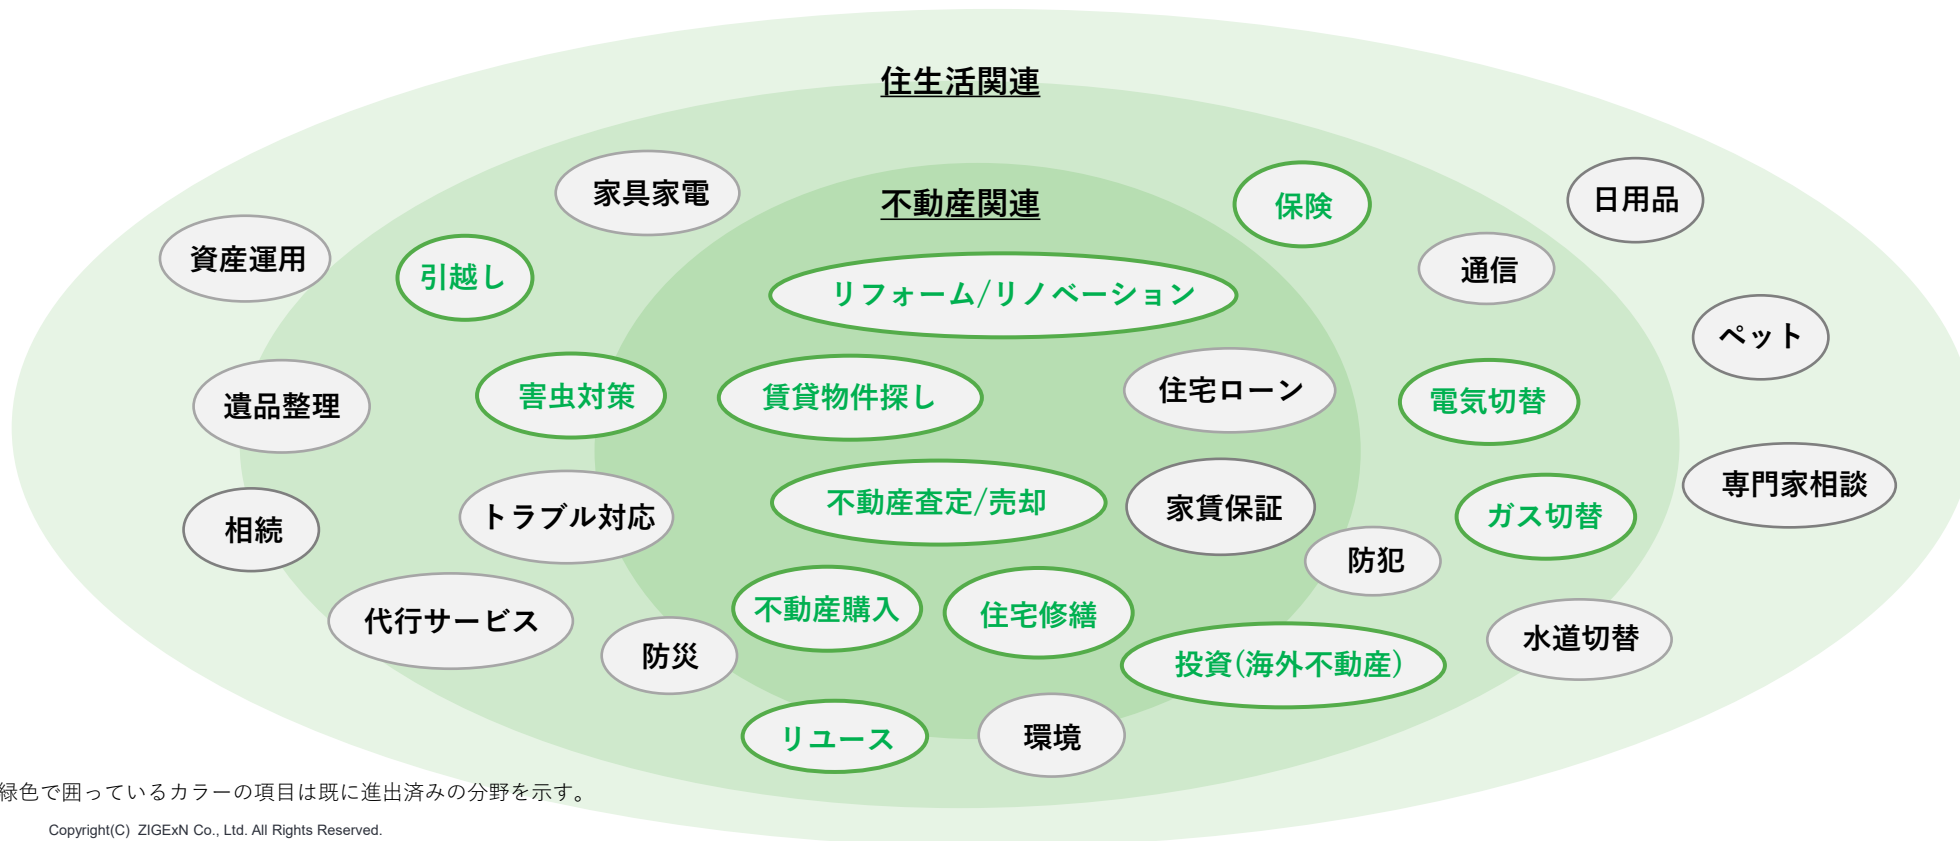 住生活関連
家具家電
不動産関連
保険
日用品
資産運用
引越し
リフォーム/リノベーション
通信
ペット
遺品整理
害虫対策
賃貸物件探し
住宅ローン
電気切替
専門家相談
相続
トラブル対応
不動産査定/売却
家賃保証
ガス切替
防犯
代行サービス
防災
不動産購入
住宅修繕
投資(海外不動産)
水道切替
リユース
環境
緑色で囲っているカラーの項目は既に進出済みの分野を示す。
Copyright(C) ZIGExN Co., Ltd. All Rights Reserved.